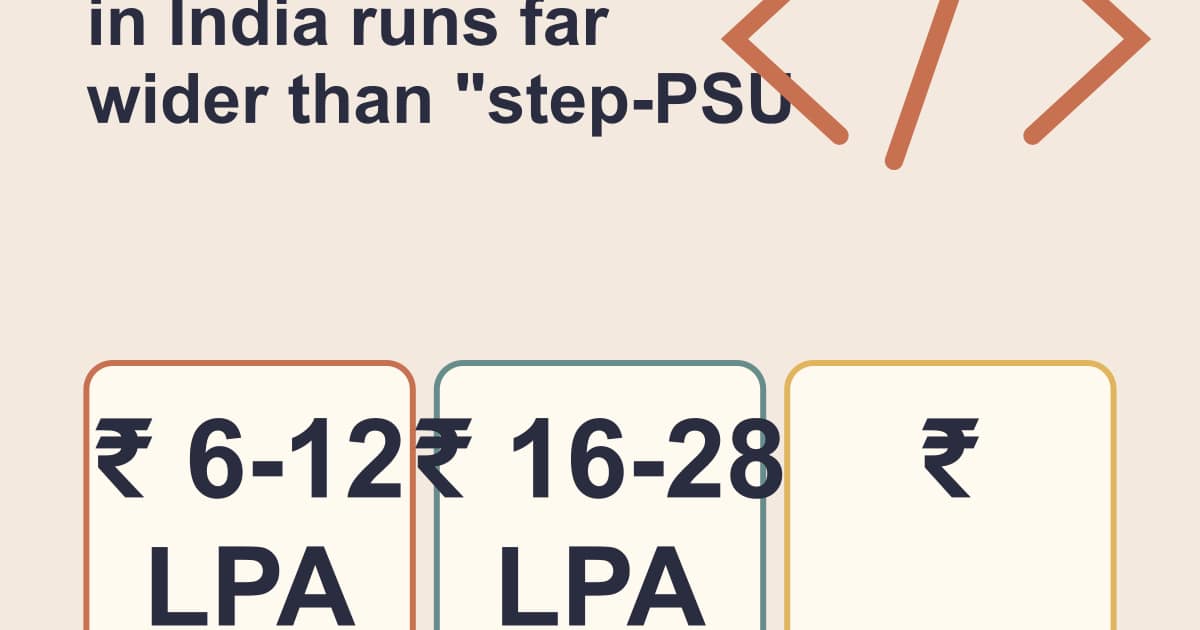 in India runs far
wider than "step-PSU
₹ 6-12
LPA
₹ 16-28
LPA
₹